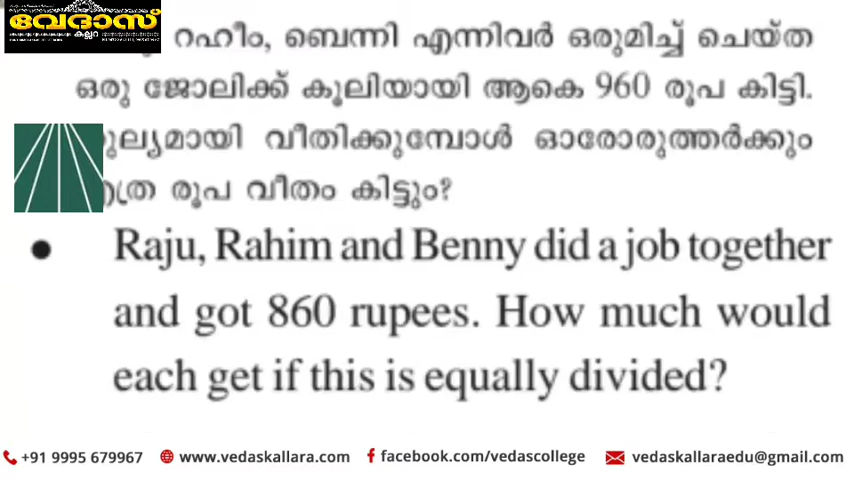 വേദാസ്
കല്ലറ
റഹീം, ബെന്നി എന്നിവർ ഒരുമിച്ച് ചെയ്ത
ഒരു ജോലിക്ക് കൂലിയായി ആകെ 960 രൂപ കിട്ടി.
വീതിക്കുമ്പോൾ ഓരോരുത്തർക്കും
രൂപ വീതം കിട്ടും?
• Raju, Rahim and Benny did a job together
and got 860 rupees. How much would
each get if this is equally divided?
+91 9995 679967 www.vedaskallara.com facebook.com/vedascollege vedaskallaraedu@gmail.com